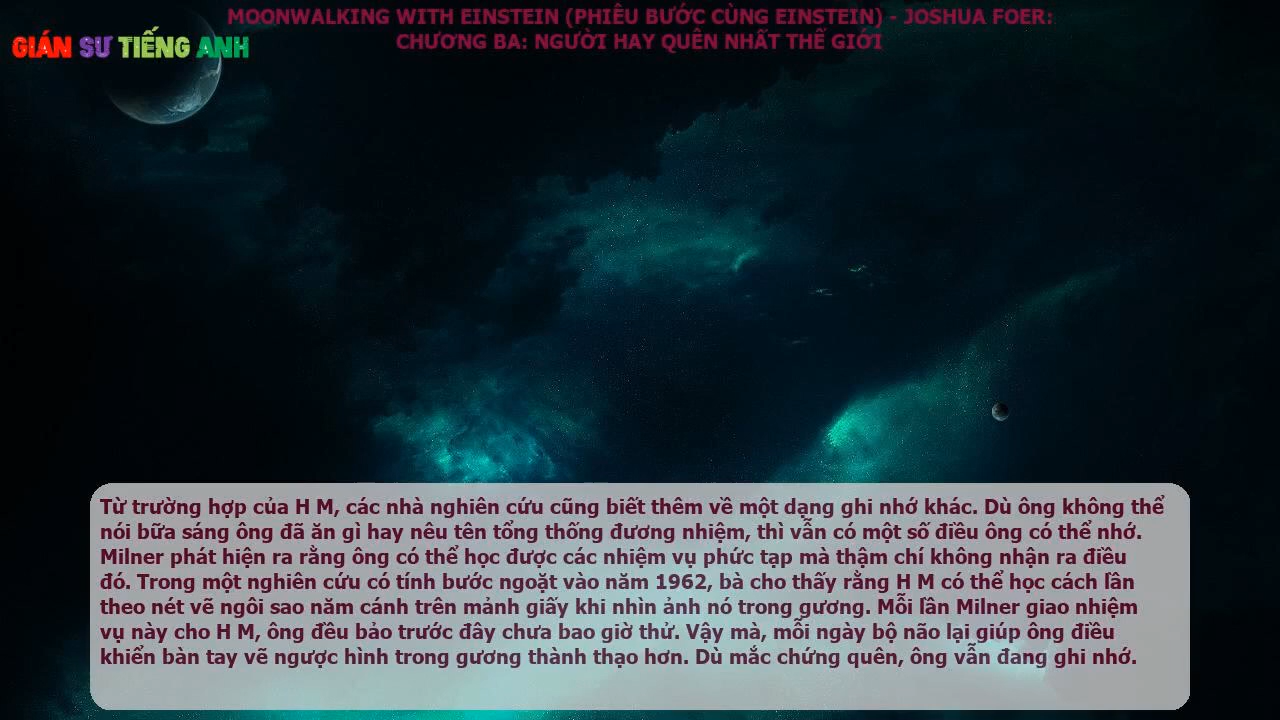 MOONWALKING WITH EINSTEIN (PHIÊU BƯỚC CÙNG EINSTEIN) - JOSHUA FOER:
CHƯƠNG BA: NGƯỜI HAY QUÊN NHẤT THẾ GIỚI
GIÁN SƯ TIẾNG ANH
Từ trường hợp của H M, các nhà nghiên cứu cũng biết thêm về một dạng ghi nhớ khác. Dù ông không thể
nói bữa sáng ông đã ăn gì hay nêu tên tổng thống đương nhiệm, thì vẫn có một số điều ông có thể nhớ.
Milner phát hiện ra rằng ông có thể học được các nhiệm vụ phức tạp mà thậm chí không nhận ra điều
đó. Trong một nghiên cứu có tính bước ngoặt vào năm 1962, bà cho thấy rằng H M có thể học cách lần
theo nét vẽ ngôi sao năm cánh trên mảnh giấy khi nhìn ảnh nó trong gương. Mỗi lần Milner giao nhiệm
vụ này cho H M, ông đều bảo trước đây chưa bao giờ thử. Vậy mà, mỗi ngày bộ não lại giúp ông điều
khiển bàn tay vẽ ngược hình trong gương thành thạo hơn. Dù mắc chứng quên, ông vẫn đang ghi nhớ.